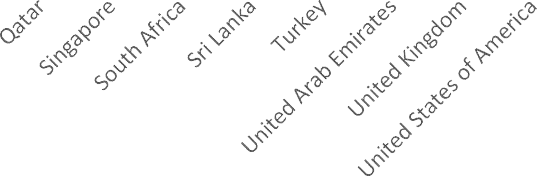 Qatar
Singapore
South Africa
Sri Lanka
Turkey
United Arab Emirates
United Kingdom
United States of America